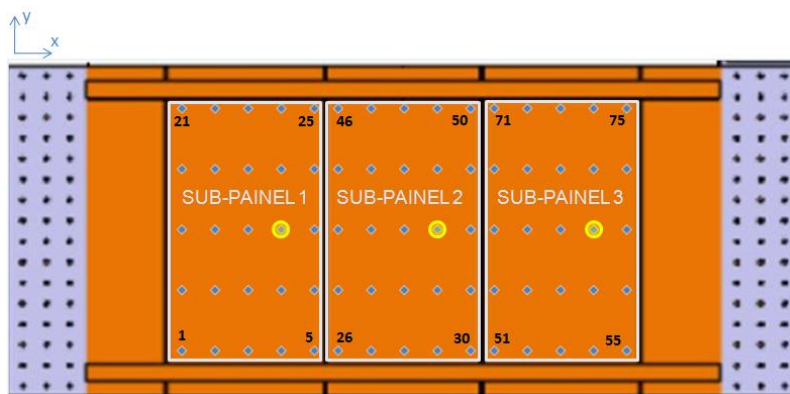 y
x
21 25 46 50 71 75
SUB-PAINEL 1 SUB-PAINEL 2 SUB-PAINEL 3
1 5 26 30 51 55